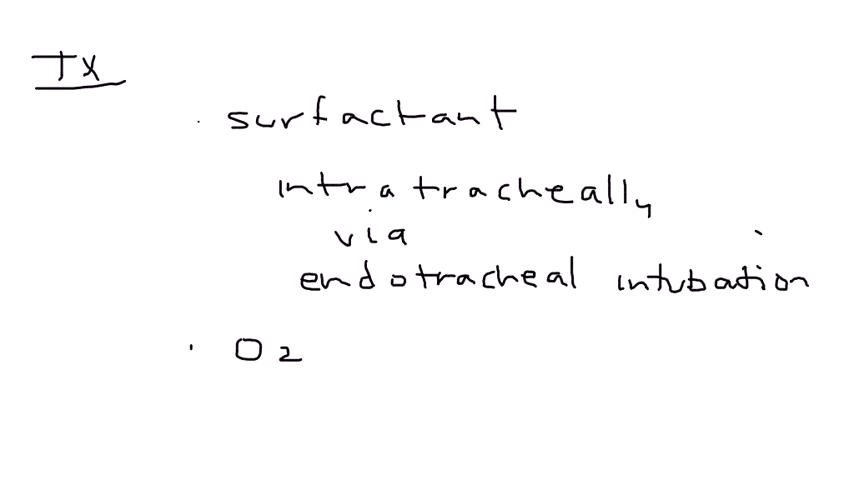 Tx
· surfactant
intratracheally
via
endotracheal intubation
· O2